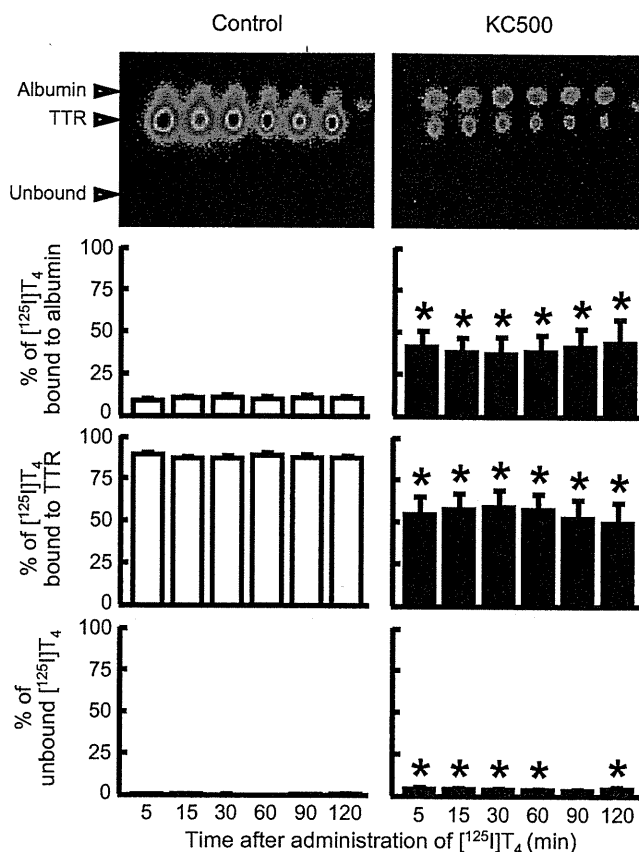 Control KC500
Albumin
TTR
Unbound
% of [¹²⁵I]T₄
bound to albumin
100
75
50
25
0
* * * * * *
% of [¹²⁵I]T₄
bound to TTR
100
75
50
25
0
* * * * * *
% of
unbound [¹²⁵I]T₄
100
75
50
25
0
* * * * *
5 15 30 60 90 120 5 15 30 60 90 120
Time after administration of [¹²⁵I]T₄ (min)